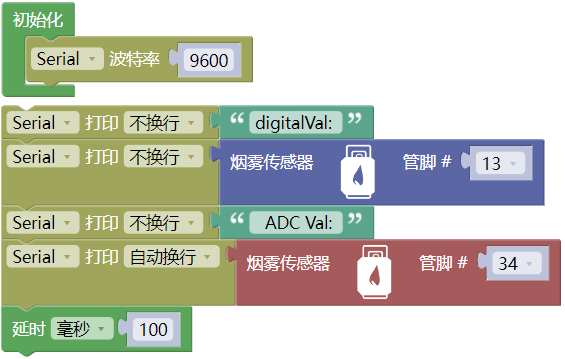 初始化
Serial 波特率 9600
Serial 打印 不换行 “ digitalVal: ”
Serial 打印 不换行 烟雾传感器 管脚 # 13
Serial 打印 不换行 “ ADC Val: ”
Serial 打印 自动换行 烟雾传感器 管脚 # 34
延时 毫秒 100